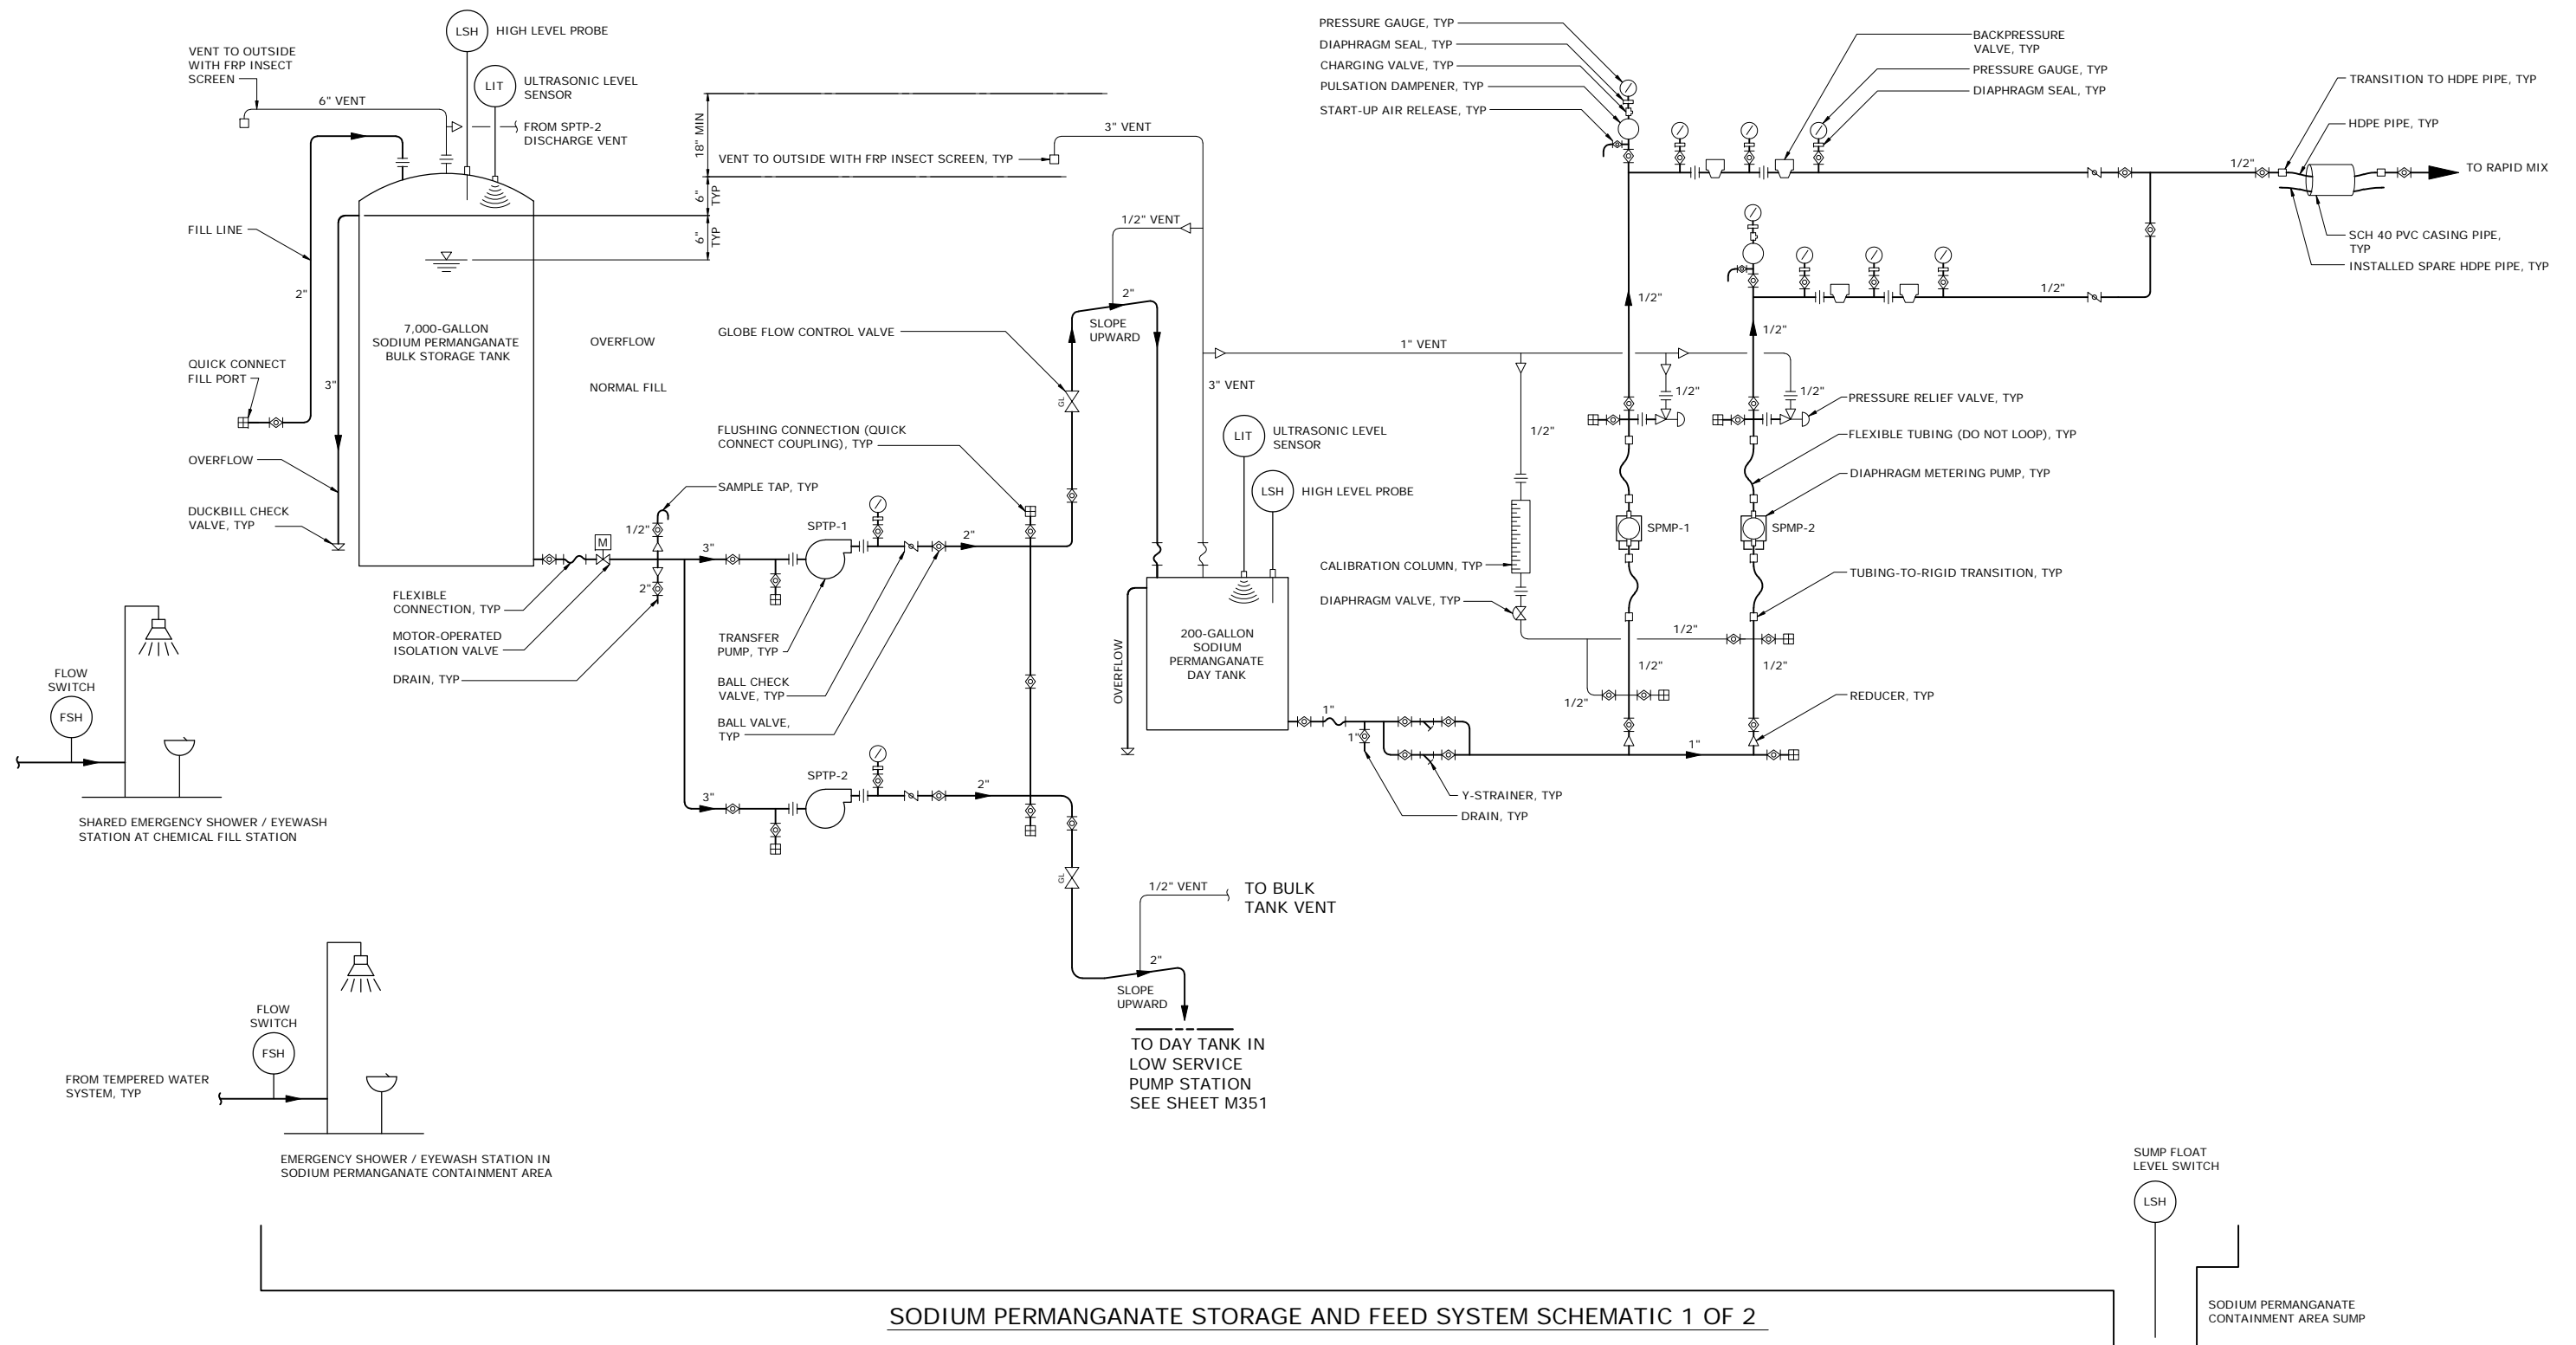 LSH
HIGH LEVEL PROBE
VENT TO OUTSIDE
WITH FRP INSECT
SCREEN
LIT
ULTRASONIC LEVEL
SENSOR
6" VENT
FROM SPTP-2
DISCHARGE VENT
18" MIN
6"
TYP
6"
TYP
VENT TO OUTSIDE WITH FRP INSECT SCREEN, TYP
3" VENT
1/2" VENT
FILL LINE
2"
3"
7,000-GALLON
SODIUM PERMANGANATE
BULK STORAGE TANK
OVERFLOW
NORMAL FILL
QUICK CONNECT
FILL PORT
OVERFLOW
DUCKBILL CHECK
VALVE, TYP
GLOBE FLOW CONTROL VALVE
GL
2"
SLOPE
UPWARD
FLUSHING CONNECTION (QUICK
CONNECT COUPLING), TYP
SAMPLE TAP, TYP
1/2"
M
2"
3"
SPTP-1
2"
FLEXIBLE
CONNECTION, TYP
MOTOR-OPERATED
ISOLATION VALVE
DRAIN, TYP
TRANSFER
PUMP, TYP
BALL CHECK
VALVE, TYP
BALL VALVE,
TYP
SPTP-2
3"
2"
GL
1/2" VENT
TO BULK
TANK VENT
2"
SLOPE
UPWARD
TO DAY TANK IN
LOW SERVICE
PUMP STATION
SEE SHEET M351
3" VENT
LIT
ULTRASONIC LEVEL
SENSOR
LSH
HIGH LEVEL PROBE
200-GALLON
SODIUM
PERMANGANATE
DAY TANK
OVERFLOW
1"
1"
Y-STRAINER, TYP
DRAIN, TYP
1"
1" VENT
1/2"
CALIBRATION COLUMN, TYP
DIAPHRAGM VALVE, TYP
1/2"
1/2"
1/2"
1/2"
PRESSURE GAUGE, TYP
DIAPHRAGM SEAL, TYP
CHARGING VALVE, TYP
PULSATION DAMPENER, TYP
START-UP AIR RELEASE, TYP
BACKPRESSURE
VALVE, TYP
PRESSURE GAUGE, TYP
DIAPHRAGM SEAL, TYP
1/2"
1/2"
1/2"
1/2"
1/2"
1/2"
SPMP-1
SPMP-2
PRESSURE RELIEF VALVE, TYP
FLEXIBLE TUBING (DO NOT LOOP), TYP
DIAPHRAGM METERING PUMP, TYP
TUBING-TO-RIGID TRANSITION, TYP
REDUCER, TYP
TRANSITION TO HDPE PIPE, TYP
HDPE PIPE, TYP
TO RAPID MIX
SCH 40 PVC CASING PIPE,
TYP
INSTALLED SPARE HDPE PIPE, TYP
FLOW
SWITCH
FSH
SHARED EMERGENCY SHOWER / EYEWASH
STATION AT CHEMICAL FILL STATION
FLOW
SWITCH
FSH
FROM TEMPERED WATER
SYSTEM, TYP
EMERGENCY SHOWER / EYEWASH STATION IN
SODIUM PERMANGANATE CONTAINMENT AREA
SUMP FLOAT
LEVEL SWITCH
LSH
SODIUM PERMANGANATE
CONTAINMENT AREA SUMP
SODIUM PERMANGANATE STORAGE AND FEED SYSTEM SCHEMATIC 1 OF 2